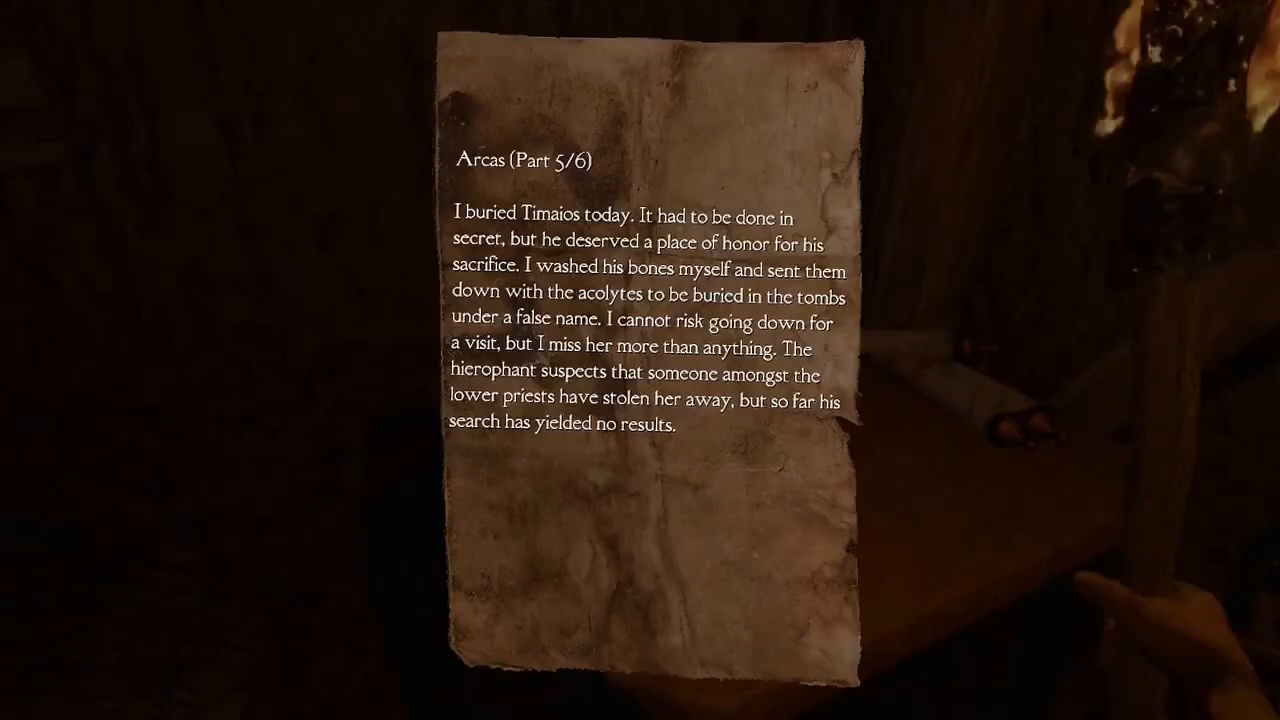 Arcas (Part 5/6)
I buried Timaios today. It had to be done in
secret, but he deserved a place of honor for his
sacrifice. I washed his bones myself and sent them
down with the acolytes to be buried in the tombs
under a false name. I cannot risk going down for
a visit, but I miss her more than anything. The
hierophant suspects that someone amongst the
lower priests have stolen her away, but so far his
search has yielded no results.